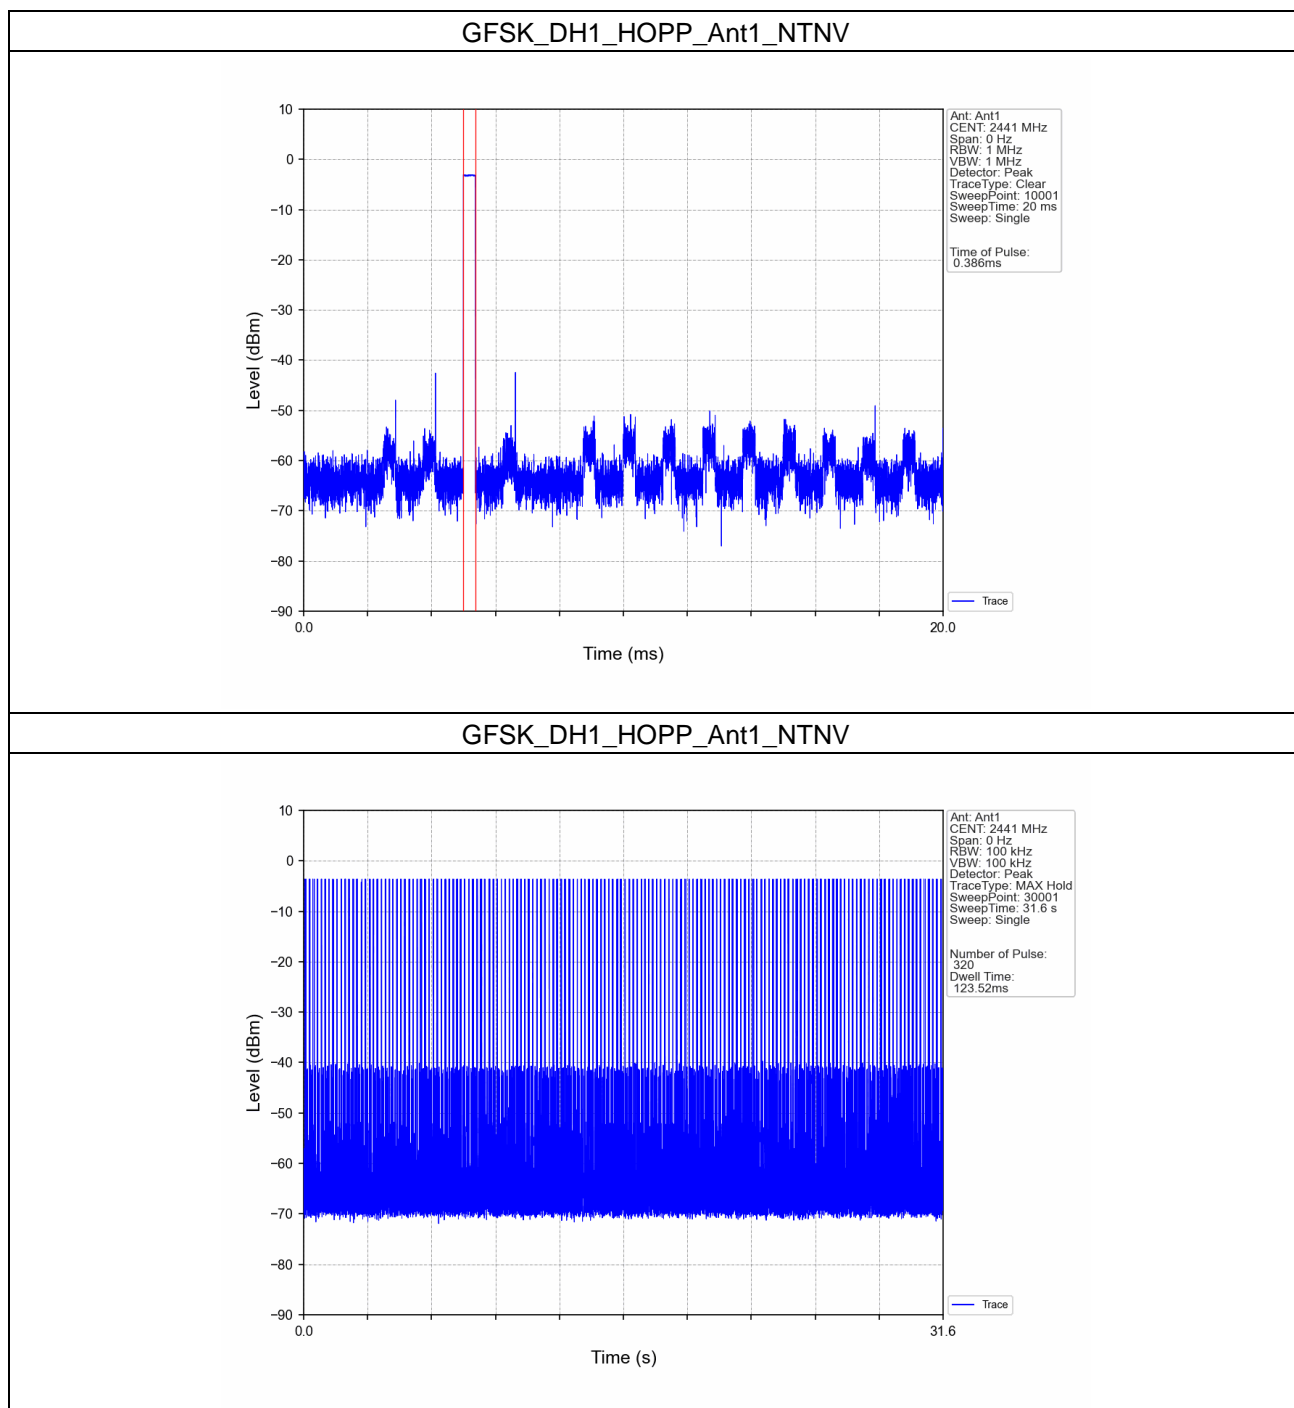 GFSK_DH1_HOPP_Ant1_NTNV
10
0
−10
−20
−30
−40
−50
−60
−70
−80
−90
Level (dBm)
0.0
20.0
Time (ms)
Ant: Ant1
CENT: 2441 MHz
Span: 0 Hz
RBW: 1 MHz
VBW: 1 MHz
Detector: Peak
TraceType: Clear
SweepPoint: 10001
SweepTime: 20 ms
Sweep: Single
Time of Pulse:
0.386ms
Trace
GFSK_DH1_HOPP_Ant1_NTNV
10
0
−10
−20
−30
−40
−50
−60
−70
−80
−90
Level (dBm)
0.0
31.6
Time (s)
Ant: Ant1
CENT: 2441 MHz
Span: 0 Hz
RBW: 100 kHz
VBW: 100 kHz
Detector: Peak
TraceType: MAX Hold
SweepPoint: 30001
SweepTime: 31.6 s
Sweep: Single
Number of Pulse:
320
Dwell Time:
123.52ms
Trace